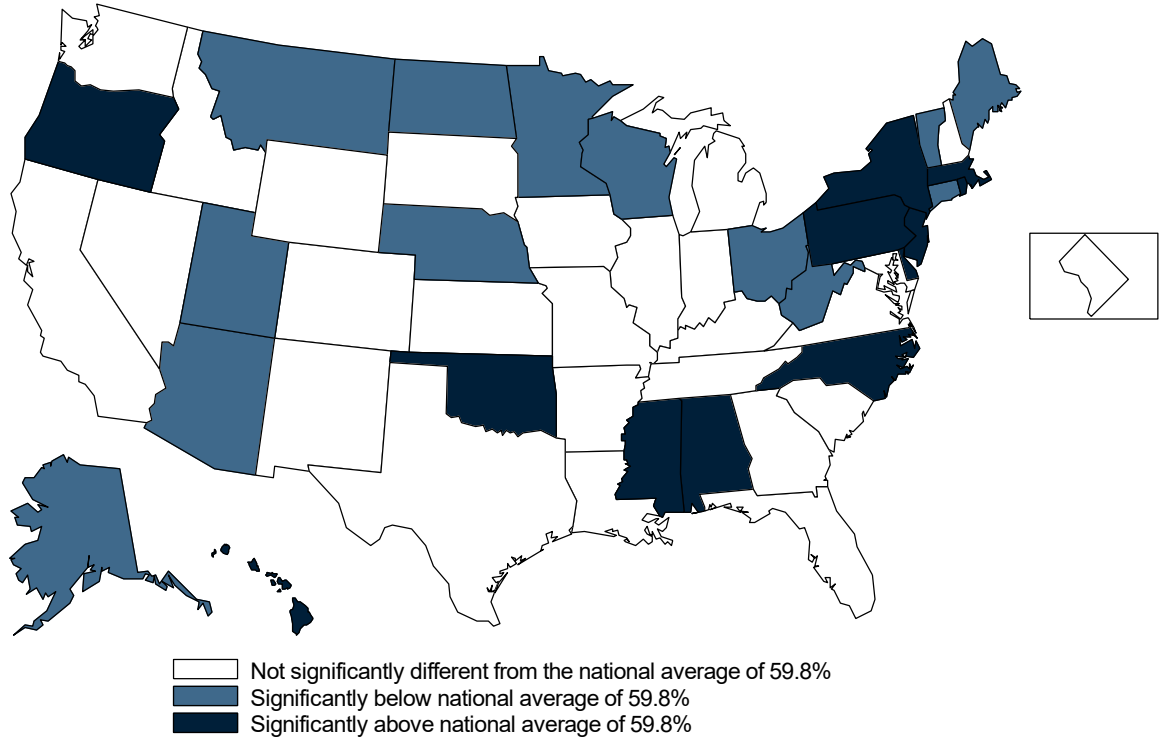 Not significantly different from the national average of 59.8%
Significantly below national average of 59.8%
Significantly above national average of 59.8%